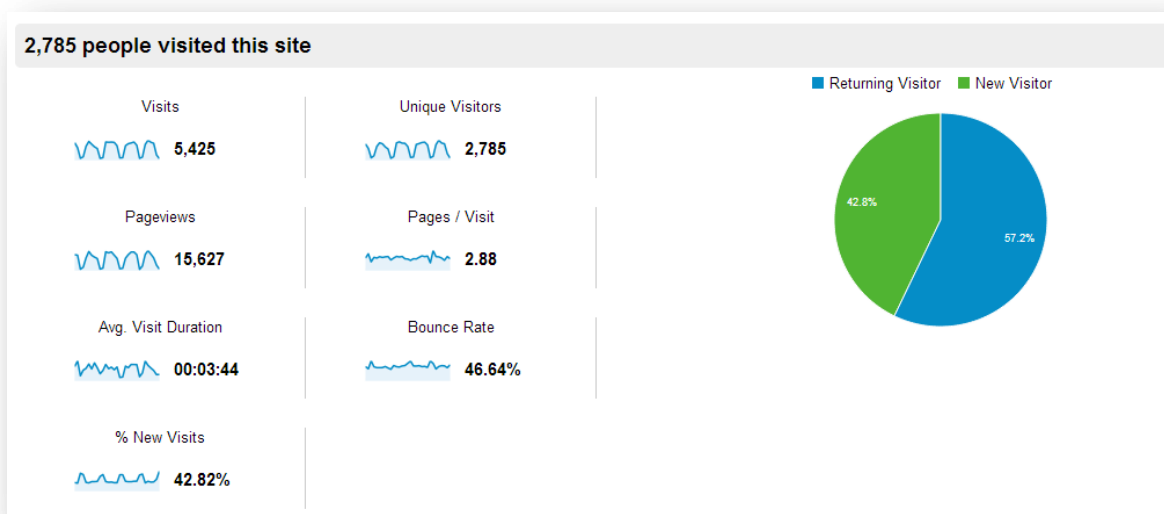 2,785 people visited this site
Returning Visitor New Visitor
Visits
5,425
Unique Visitors
2,785
Pageviews
15,627
Pages / Visit
2.88
Avg. Visit Duration
00:03:44
Bounce Rate
46.64%
% New Visits
42.82%
42.8%
57.2%